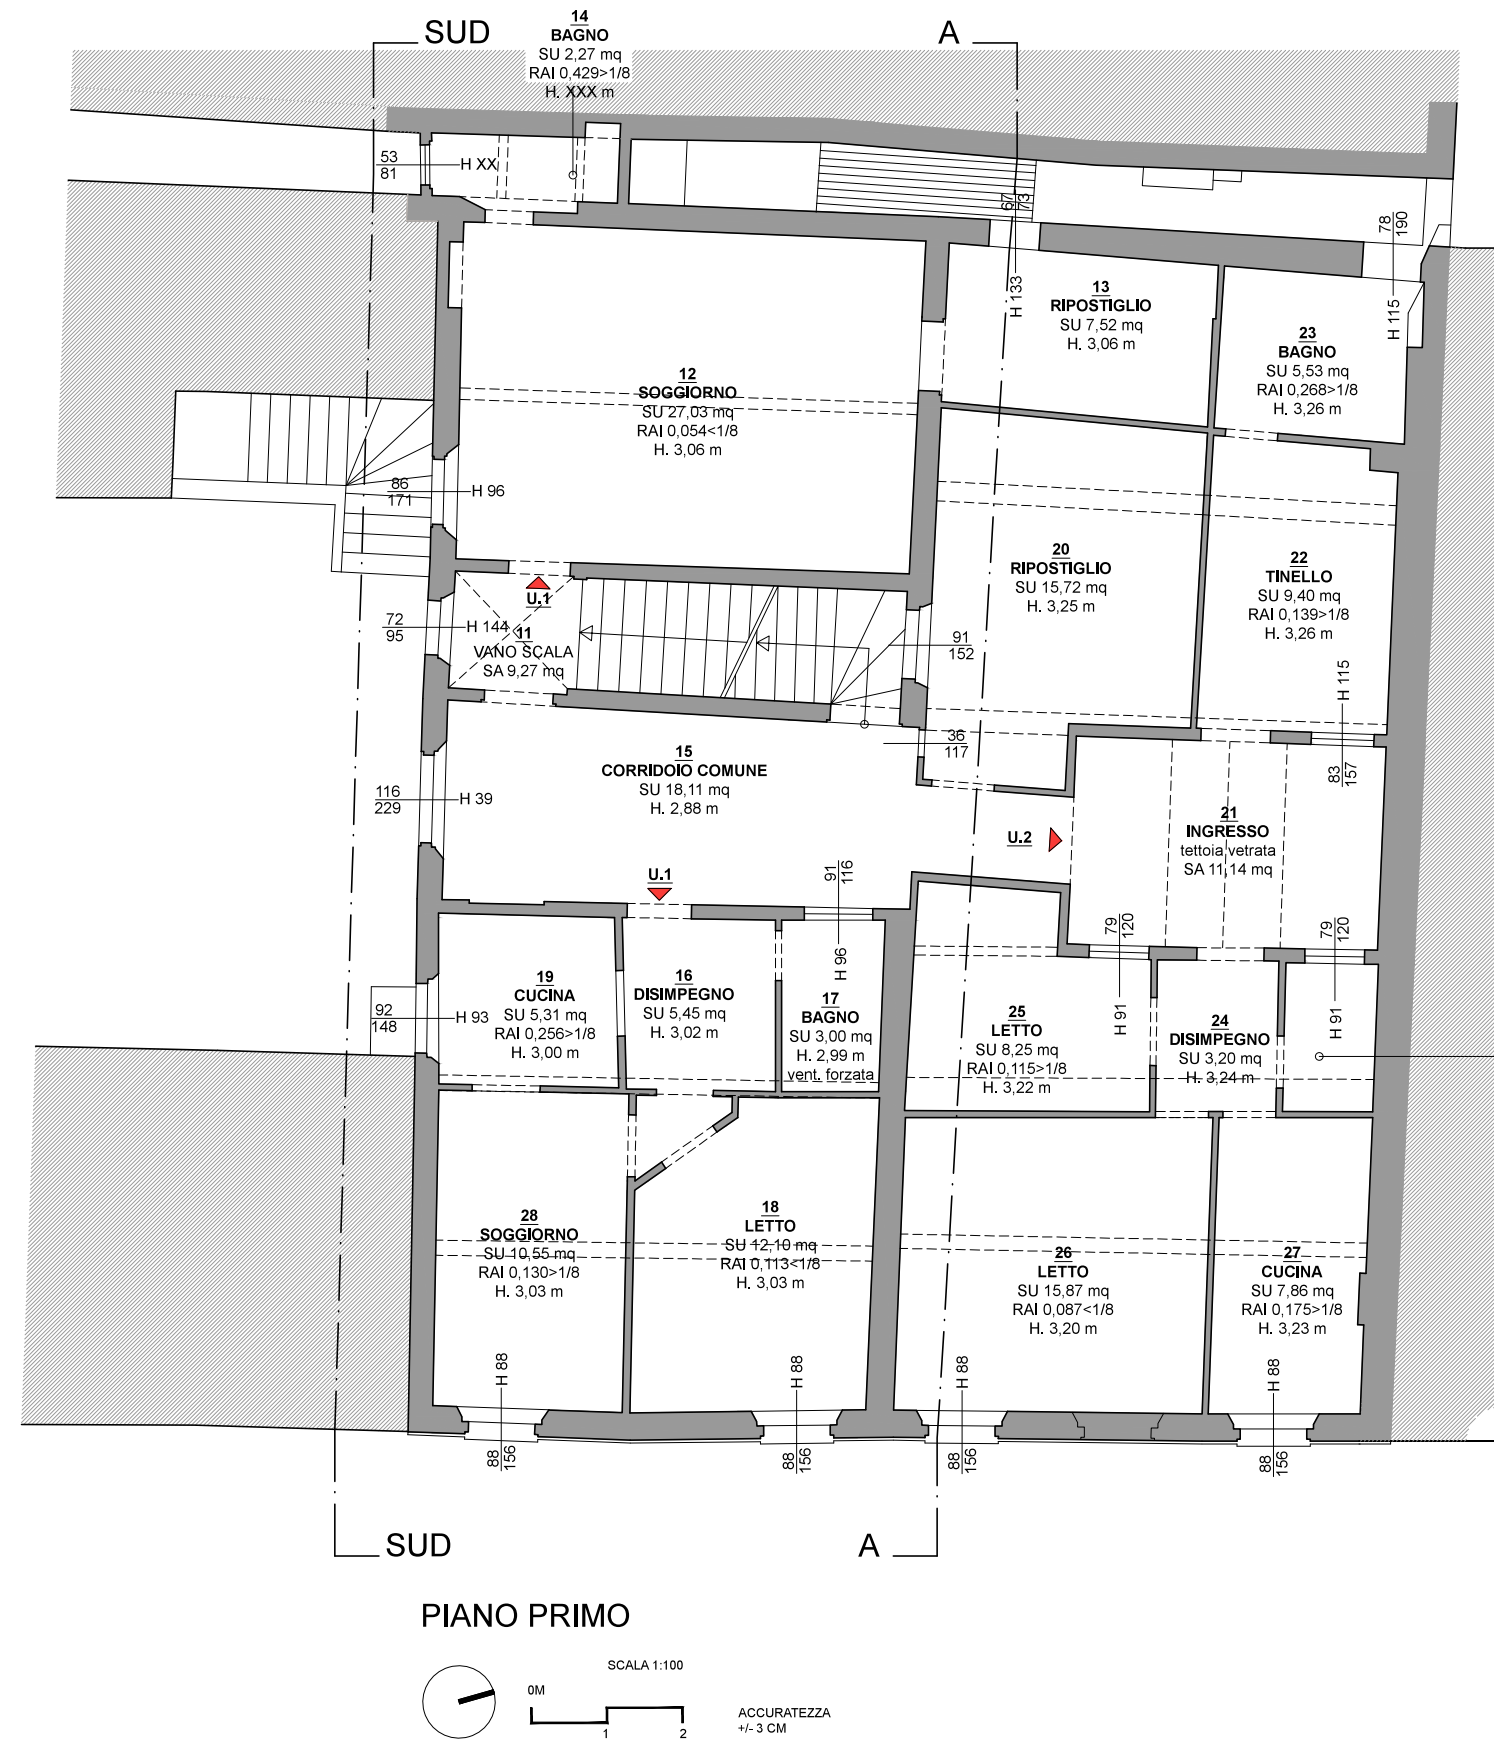 SUD
A
14
BAGNO
SU 2,27 mq
RAI 0,429>1/8
H. XXX m
53
81
H XX
67
73
H 133
78
190
H 115
13
RIPOSTIGLIO
SU 7,52 mq
H. 3,06 m
23
BAGNO
SU 5,53 mq
RAI 0,268>1/8
H. 3,26 m
12
SOGGIORNO
SU 27,03 mq
RAI 0,054<1/8
H. 3,06 m
86
171
H 96
20
RIPOSTIGLIO
SU 15,72 mq
H. 3,25 m
22
TINELLO
SU 9,40 mq
RAI 0,139>1/8
H. 3,26 m
U.1
72
95
H 144
11
VANO SCALA
SA 9,27 mq
91
152
H 115
83
157
36
117
15
CORRIDOIO COMUNE
SU 18,11 mq
H. 2,88 m
116
229
H 39
U.2
21
INGRESSO
tettoia vetrata
SA 11,14 mq
U.1
91
116
H 96
79
120
H 91
79
120
H 91
19
CUCINA
SU 5,31 mq
RAI 0,256>1/8
H. 3,00 m
92
148
H 93
16
DISIMPEGNO
SU 5,45 mq
H. 3,02 m
17
BAGNO
SU 3,00 mq
H. 2,99 m
vent. forzata
25
LETTO
SU 8,25 mq
RAI 0,115>1/8
H. 3,22 m
24
DISIMPEGNO
SU 3,20 mq
H. 3,24 m
28
SOGGIORNO
SU 10,55 mq
RAI 0,130>1/8
H. 3,03 m
18
LETTO
SU 12,10 mq
RAI 0,113<1/8
H. 3,03 m
26
LETTO
SU 15,87 mq
RAI 0,087<1/8
H. 3,20 m
27
CUCINA
SU 7,86 mq
RAI 0,175>1/8
H. 3,23 m
H 88
88
156
H 88
88
156
H 88
88
156
H 88
88
156
SUD
A
PIANO PRIMO
SCALA 1:100
0M
1
2
ACCURATEZZA
+/- 3 CM